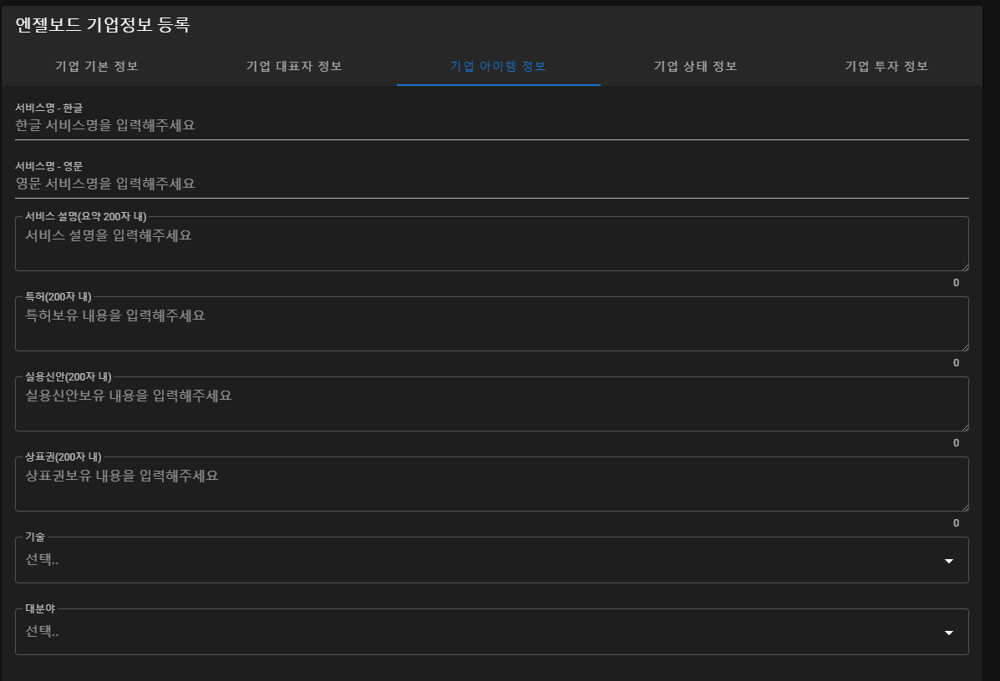 엔젤보드 기업정보 등록
기업 기본 정보 기업 대표자 정보 기업 아이템 정보 기업 상태 정보 기업 투자 정보
서비스명 - 한글
한글 서비스명을 입력해주세요
서비스명 - 영문
영문 서비스명을 입력해주세요
서비스 설명(요약 200자 내)
서비스 설명을 입력해주세요
0
특허(200자 내)
특허보유 내용을 입력해주세요
0
실용신안(200자 내)
실용신안보유 내용을 입력해주세요
0
상표권(200자 내)
상표권보유 내용을 입력해주세요
0
기술
선택..
대분야
선택..